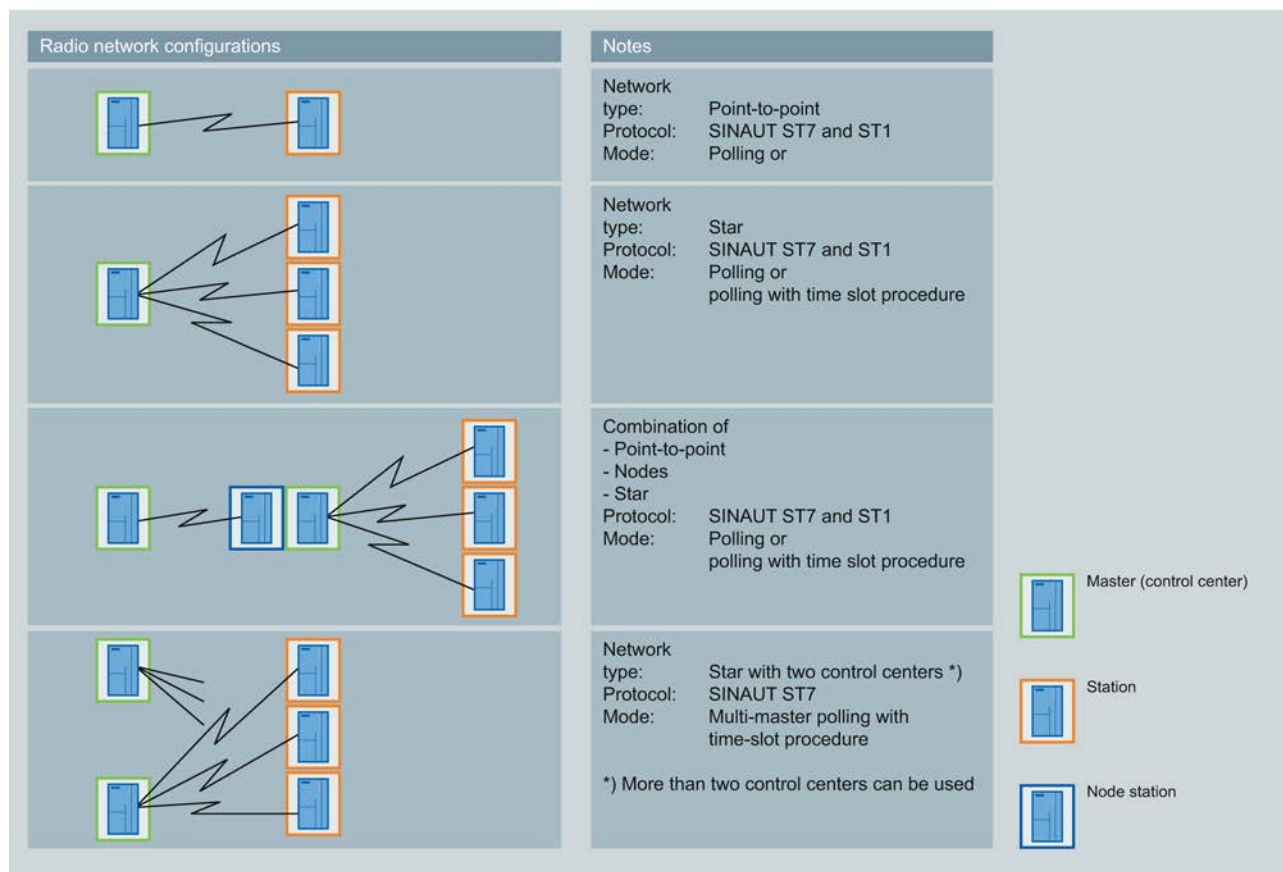 Radio network configurations
Notes
Network
type: Point-to-point
Protocol: SINAUT ST7 and ST1
Mode: Polling or
Network
type: Star
Protocol: SINAUT ST7 and ST1
Mode: Polling or
polling with time slot procedure
Combination of
- Point-to-point
- Nodes
- Star
Protocol: SINAUT ST7 and ST1
Mode: Polling or
polling with time slot procedure
Network
type: Star with two control centers *)
Protocol: SINAUT ST7
Mode: Multi-master polling with
time-slot procedure
*) More than two control centers can be used
Master (control center)
Station
Node station